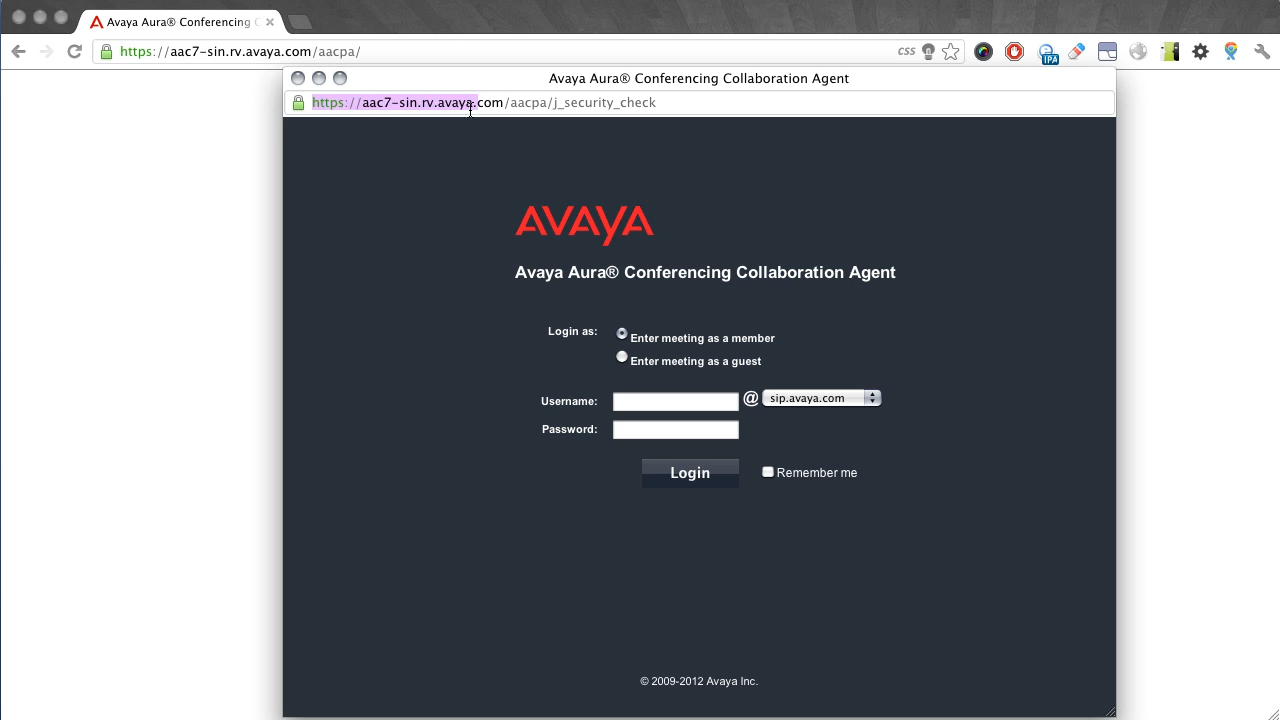 Avaya Aura® Conferencing C
https://aac7-sin.rv.avaya.com/aacpa/
CSS
IPA
Avaya Aura® Conferencing Collaboration Agent
https://aac7-sin.rv.avaya.com/aacpa/j_security_check
AVAYA
Avaya Aura® Conferencing Collaboration Agent
Login as:
Enter meeting as a member
Enter meeting as a guest
Username:
@ sip.avaya.com
Password:
Login
Remember me
© 2009-2012 Avaya Inc.